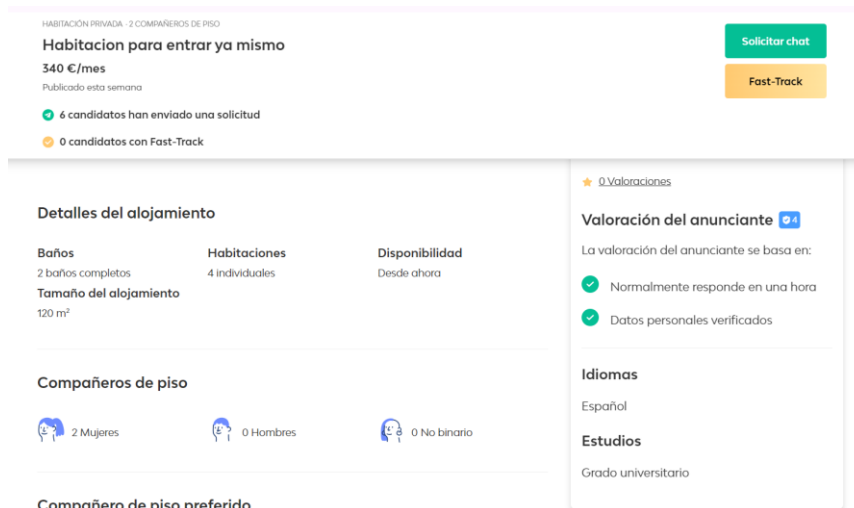 HABITACIÓN PRIVADA · 2 COMPAÑEROS DE PISO
Habitacion para entrar ya mismo
340 €/mes
Publicado esta semana
6 candidatos han enviado una solicitud
0 candidatos con Fast-Track
Solicitar chat
Fast-Track
Detalles del alojamiento
Baños
2 baños completos
Habitaciones
4 individuales
Disponibilidad
Desde ahora
Tamaño del alojamiento
120 m²
Compañeros de piso
2 Mujeres
0 Hombres
0 No binario
Compañero de piso preferido
0 Valoraciones
Valoración del anunciante 4
La valoración del anunciante se basa en:
Normalmente responde en una hora
Datos personales verificados
Idiomas
Español
Estudios
Grado universitario